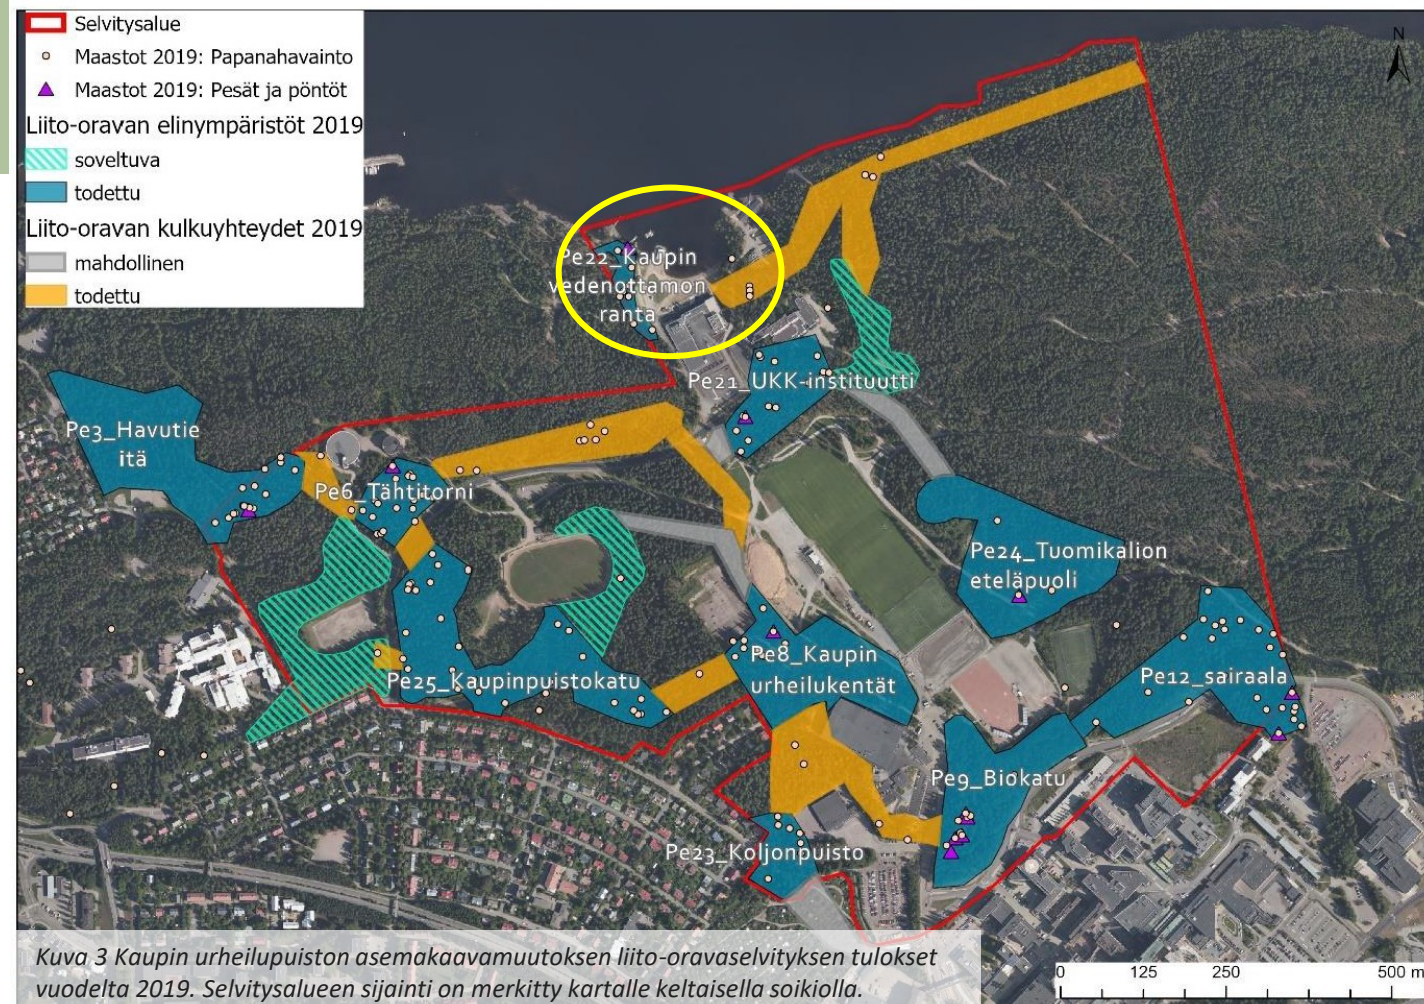 Selvitysalue
Maastot 2019: Papanahavainto
Maastot 2019: Pesät ja pöntöt
Liito-oravan elinympäristöt 2019
soveltuva
todettu
Liito-oravan kulkuyhteydet 2019
mahdollinen
todettu
N
Pe22_Kaupin
vedenottamon
ranta
Pe21_UKK-instituutti
Pe3_Havutie
itä
Pe6_Tähtitorni
Pe24_Tuomikalion
eteläpuoli
Pe8_Kaupin
urheilukentät
Pe25_Kaupinpuistokatu
Pe12_sairaala
Pe9_Biokatu
Pe23_Koljonpuisto
Kuva 3 Kaupin urheilupuiston asemakaavamuutoksen liito-oravaselvityksen tulokset
vuodelta 2019. Selvitysalueen sijainti on merkitty kartalle keltaisella soikiolla.
0 125 250 500 m